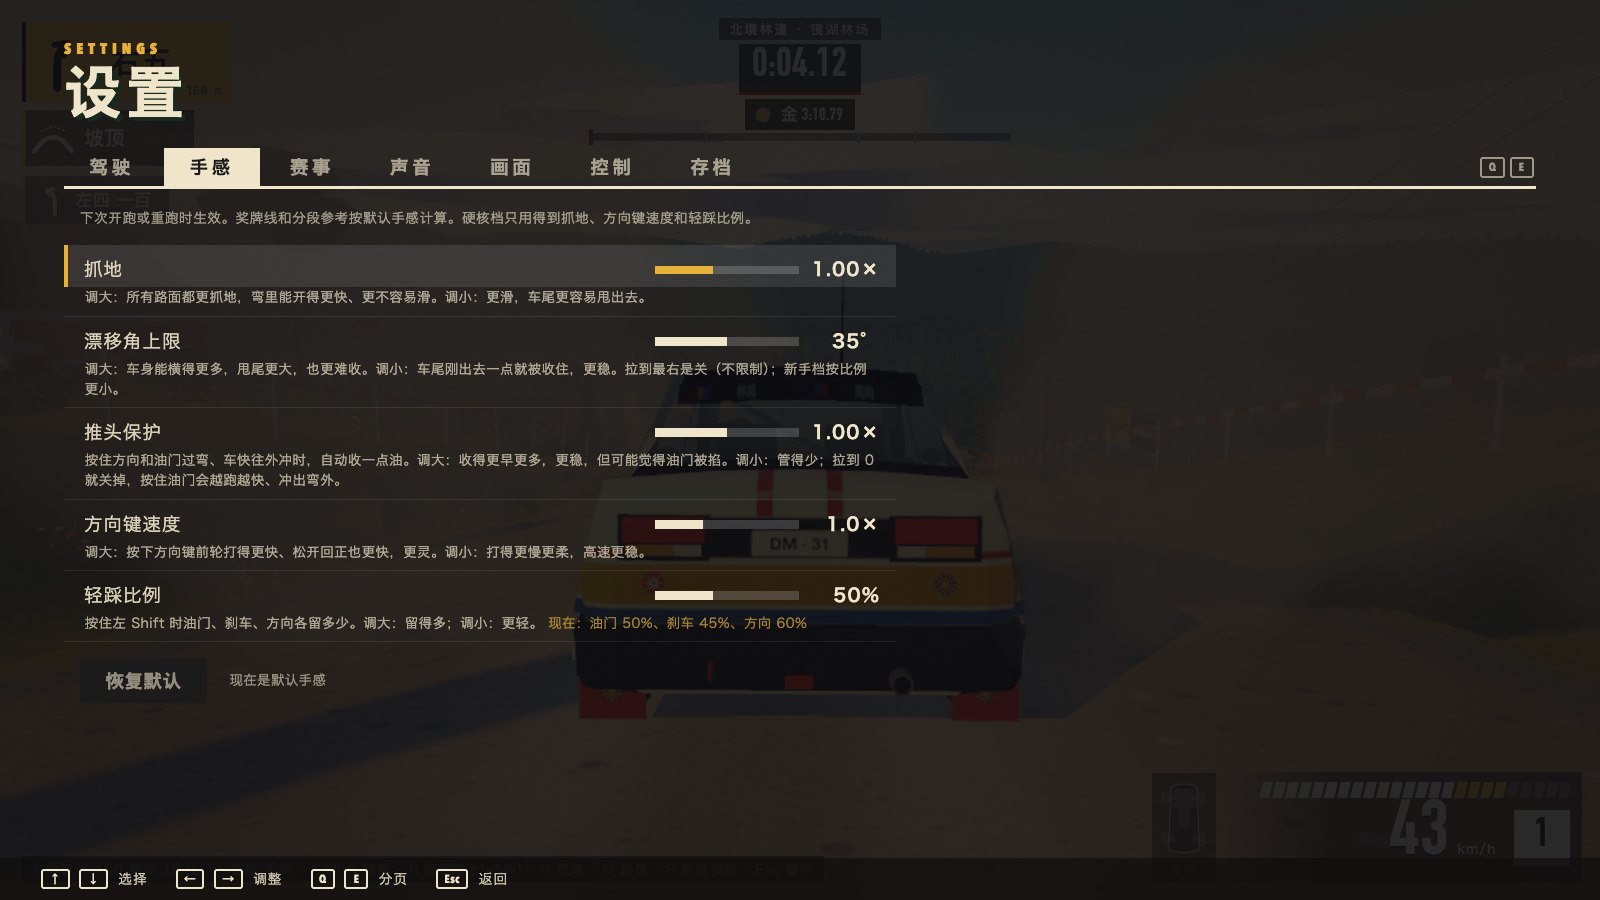 北境林道 · 镜湖林场
0:04.12
金 3:10.79
SETTINGS
设置
160 m
坡顶
左四 一百
驾驶 手感 赛事 声音 画面 控制 存档 Q E
下次开跑或重跑时生效。奖牌线和分段参考按默认手感计算。硬核档只用得到抓地、方向键速度和轻踩比例。
抓地 1.00×
调大：所有路面都更抓地，弯里能开得更快、更不容易滑。调小：更滑，车尾更容易甩出去。
漂移角上限 35°
调大：车身能横得更多，甩尾更大，也更难收。调小：车尾刚出去一点就被收住，更稳。拉到最右是关（不限制）；新手档按比例
更小。
推头保护 1.00×
按住方向和油门过弯、车快往外冲时，自动收一点油。调大：收得更早更多，更稳，但可能觉得油门被掐。调小：管得少；拉到 0
就关掉，按住油门会越跑越快、冲出弯外。
方向键速度 1.0×
调大：按下方向键前轮打得更快、松开回正也更快，更灵。调小：打得更慢更柔，高速更稳。
DM · 31
轻踩比例 50%
按住左 Shift 时油门、刹车、方向各留多少。调大：留得多；调小：更轻。 现在：油门 50%、刹车 45%、方向 60%
恢复默认 现在是默认手感
43 km/h 1
↑ ↓ 选择 ← → 调整 Q E 分页 Esc 返回